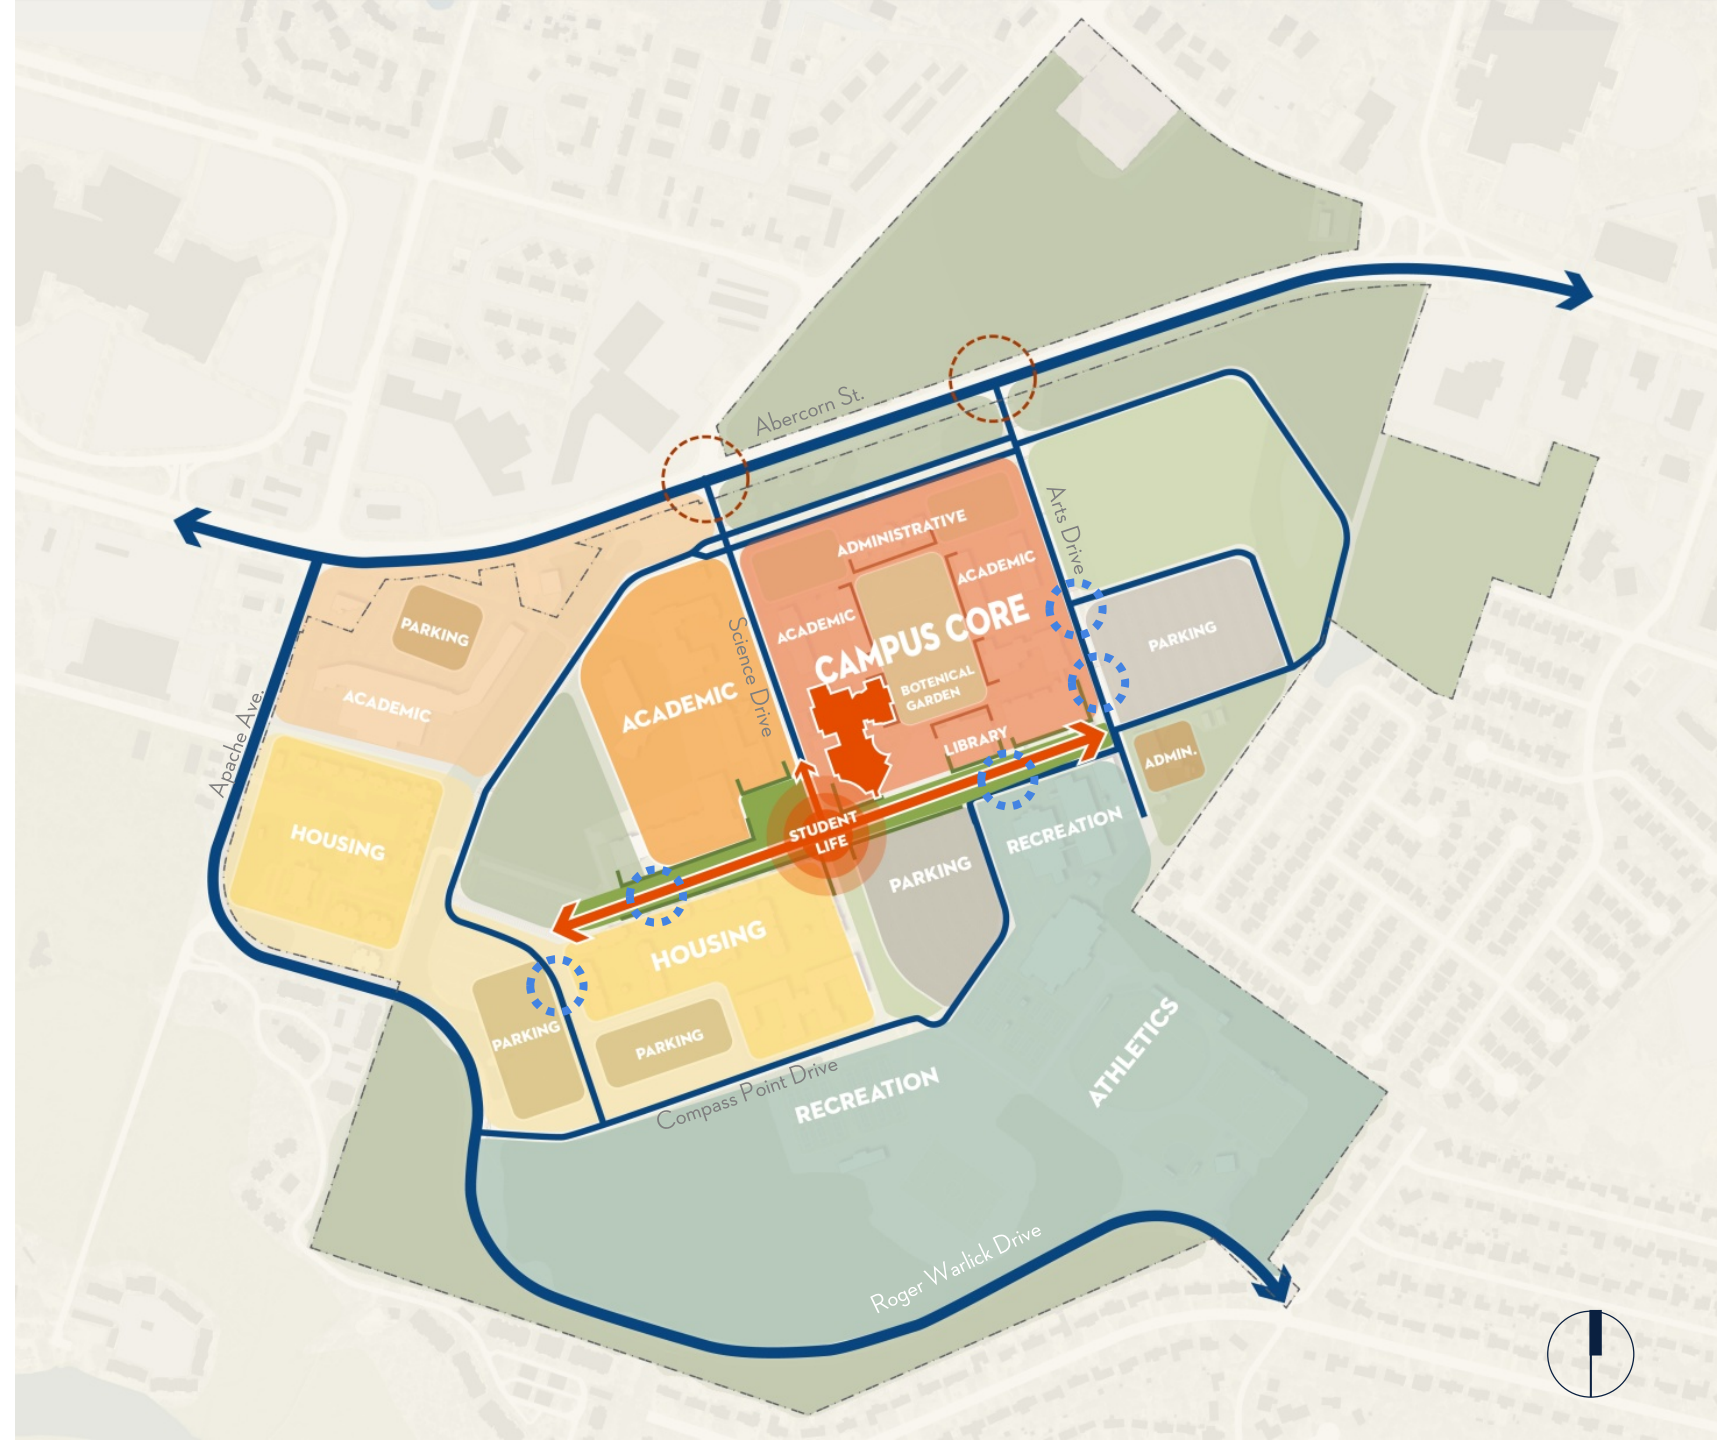 Abercorn St.
Arts Drive
ADMINISTRATIVE
ACADEMIC
ACADEMIC
CAMPUS CORE
BOTENICAL
GARDEN
LIBRARY
Science Drive
ACADEMIC
PARKING
ACADEMIC
Apache Ave.
HOUSING
PARKING
ADMIN.
STUDENT
LIFE
RECREATION
PARKING
HOUSING
PARKING
PARKING
Compass Point Drive
RECREATION
ATHLETICS
Roger Warlick Drive